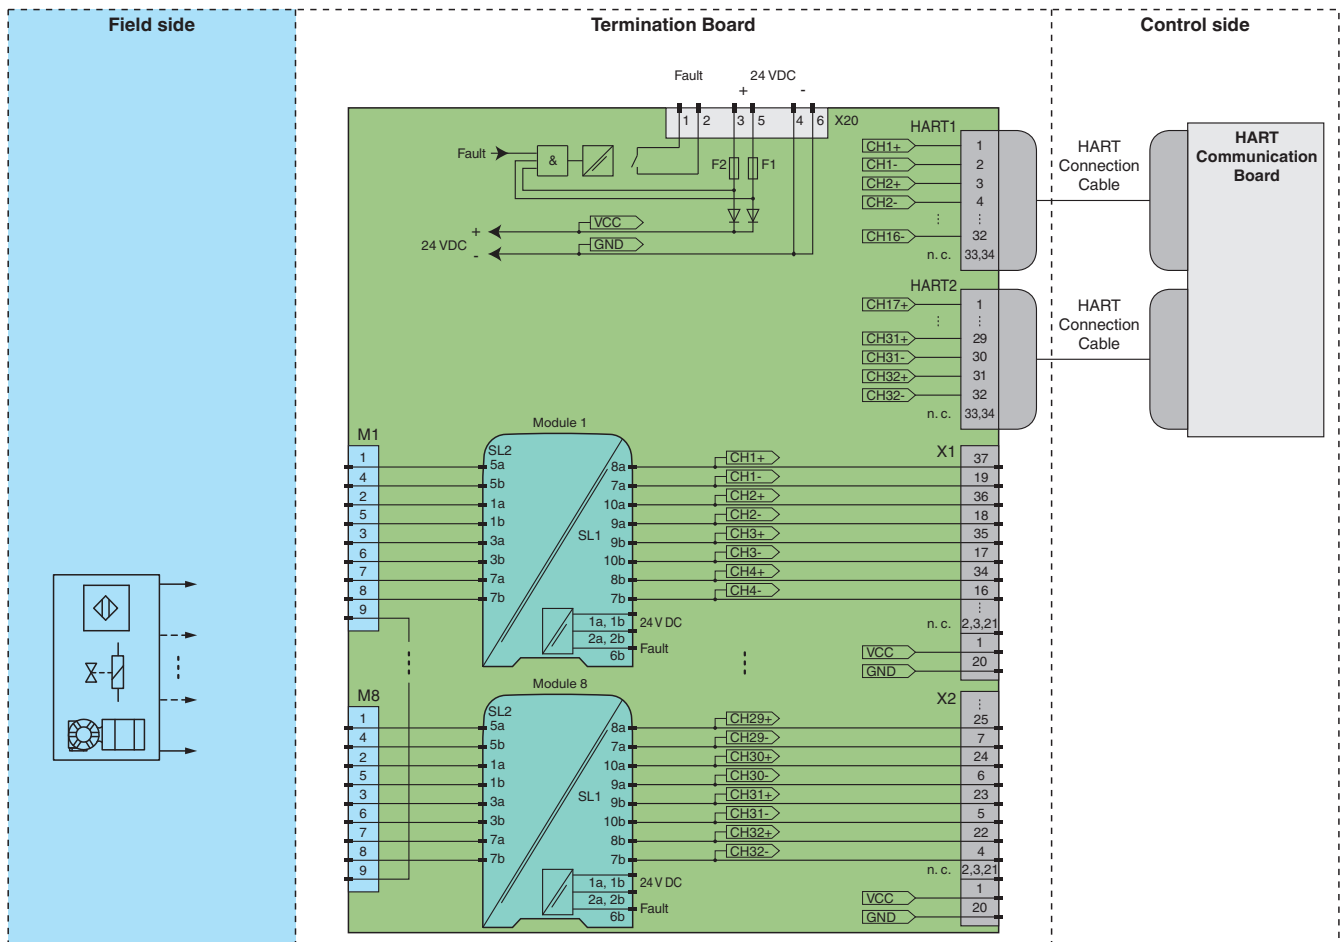 Field side
Termination Board
Control side
Fault 24 VDC
+ -
1 2 3 5 4 6 X20
Fault
&
F2 F1
VCC
+
24 VDC
-
GND
HART1
CH1+ 1
CH1- 2
CH2+ 3
CH2- 4
⋮ ⋮
CH16- 32
n. c. 33,34
HART
Connection
Cable
HART
Communication
Board
HART2
CH17+ 1
⋮ ⋮
CH31+ 29
CH31- 30
CH32+ 31
CH32- 32
n. c. 33,34
HART
Connection
Cable
M1
1
4
2
5
3
6
7
8
9
Module 1
SL2
5a
5b
1a
1b
3a
3b
7a
7b
SL1
8a
7a
10a
9a
9b
10b
8b
7b
1a, 1b
2a, 2b
6b
24 V DC
Fault
CH1+
CH1-
CH2+
CH2-
CH3+
CH3-
CH4+
CH4-
X1
37
19
36
18
35
17
34
16
⋮
n. c. 2,3,21
1
VCC
20
GND
M8
1
4
2
5
3
6
7
8
9
Module 8
SL2
5a
5b
1a
1b
3a
3b
7a
7b
SL1
8a
7a
10a
9a
9b
10b
8b
7b
1a, 1b
2a, 2b
6b
24 V DC
Fault
CH29+
CH29-
CH30+
CH30-
CH31+
CH31-
CH32+
CH32-
X2
⋮
25
7
24
6
23
5
22
4
n. c. 2,3,21
1
VCC
20
GND